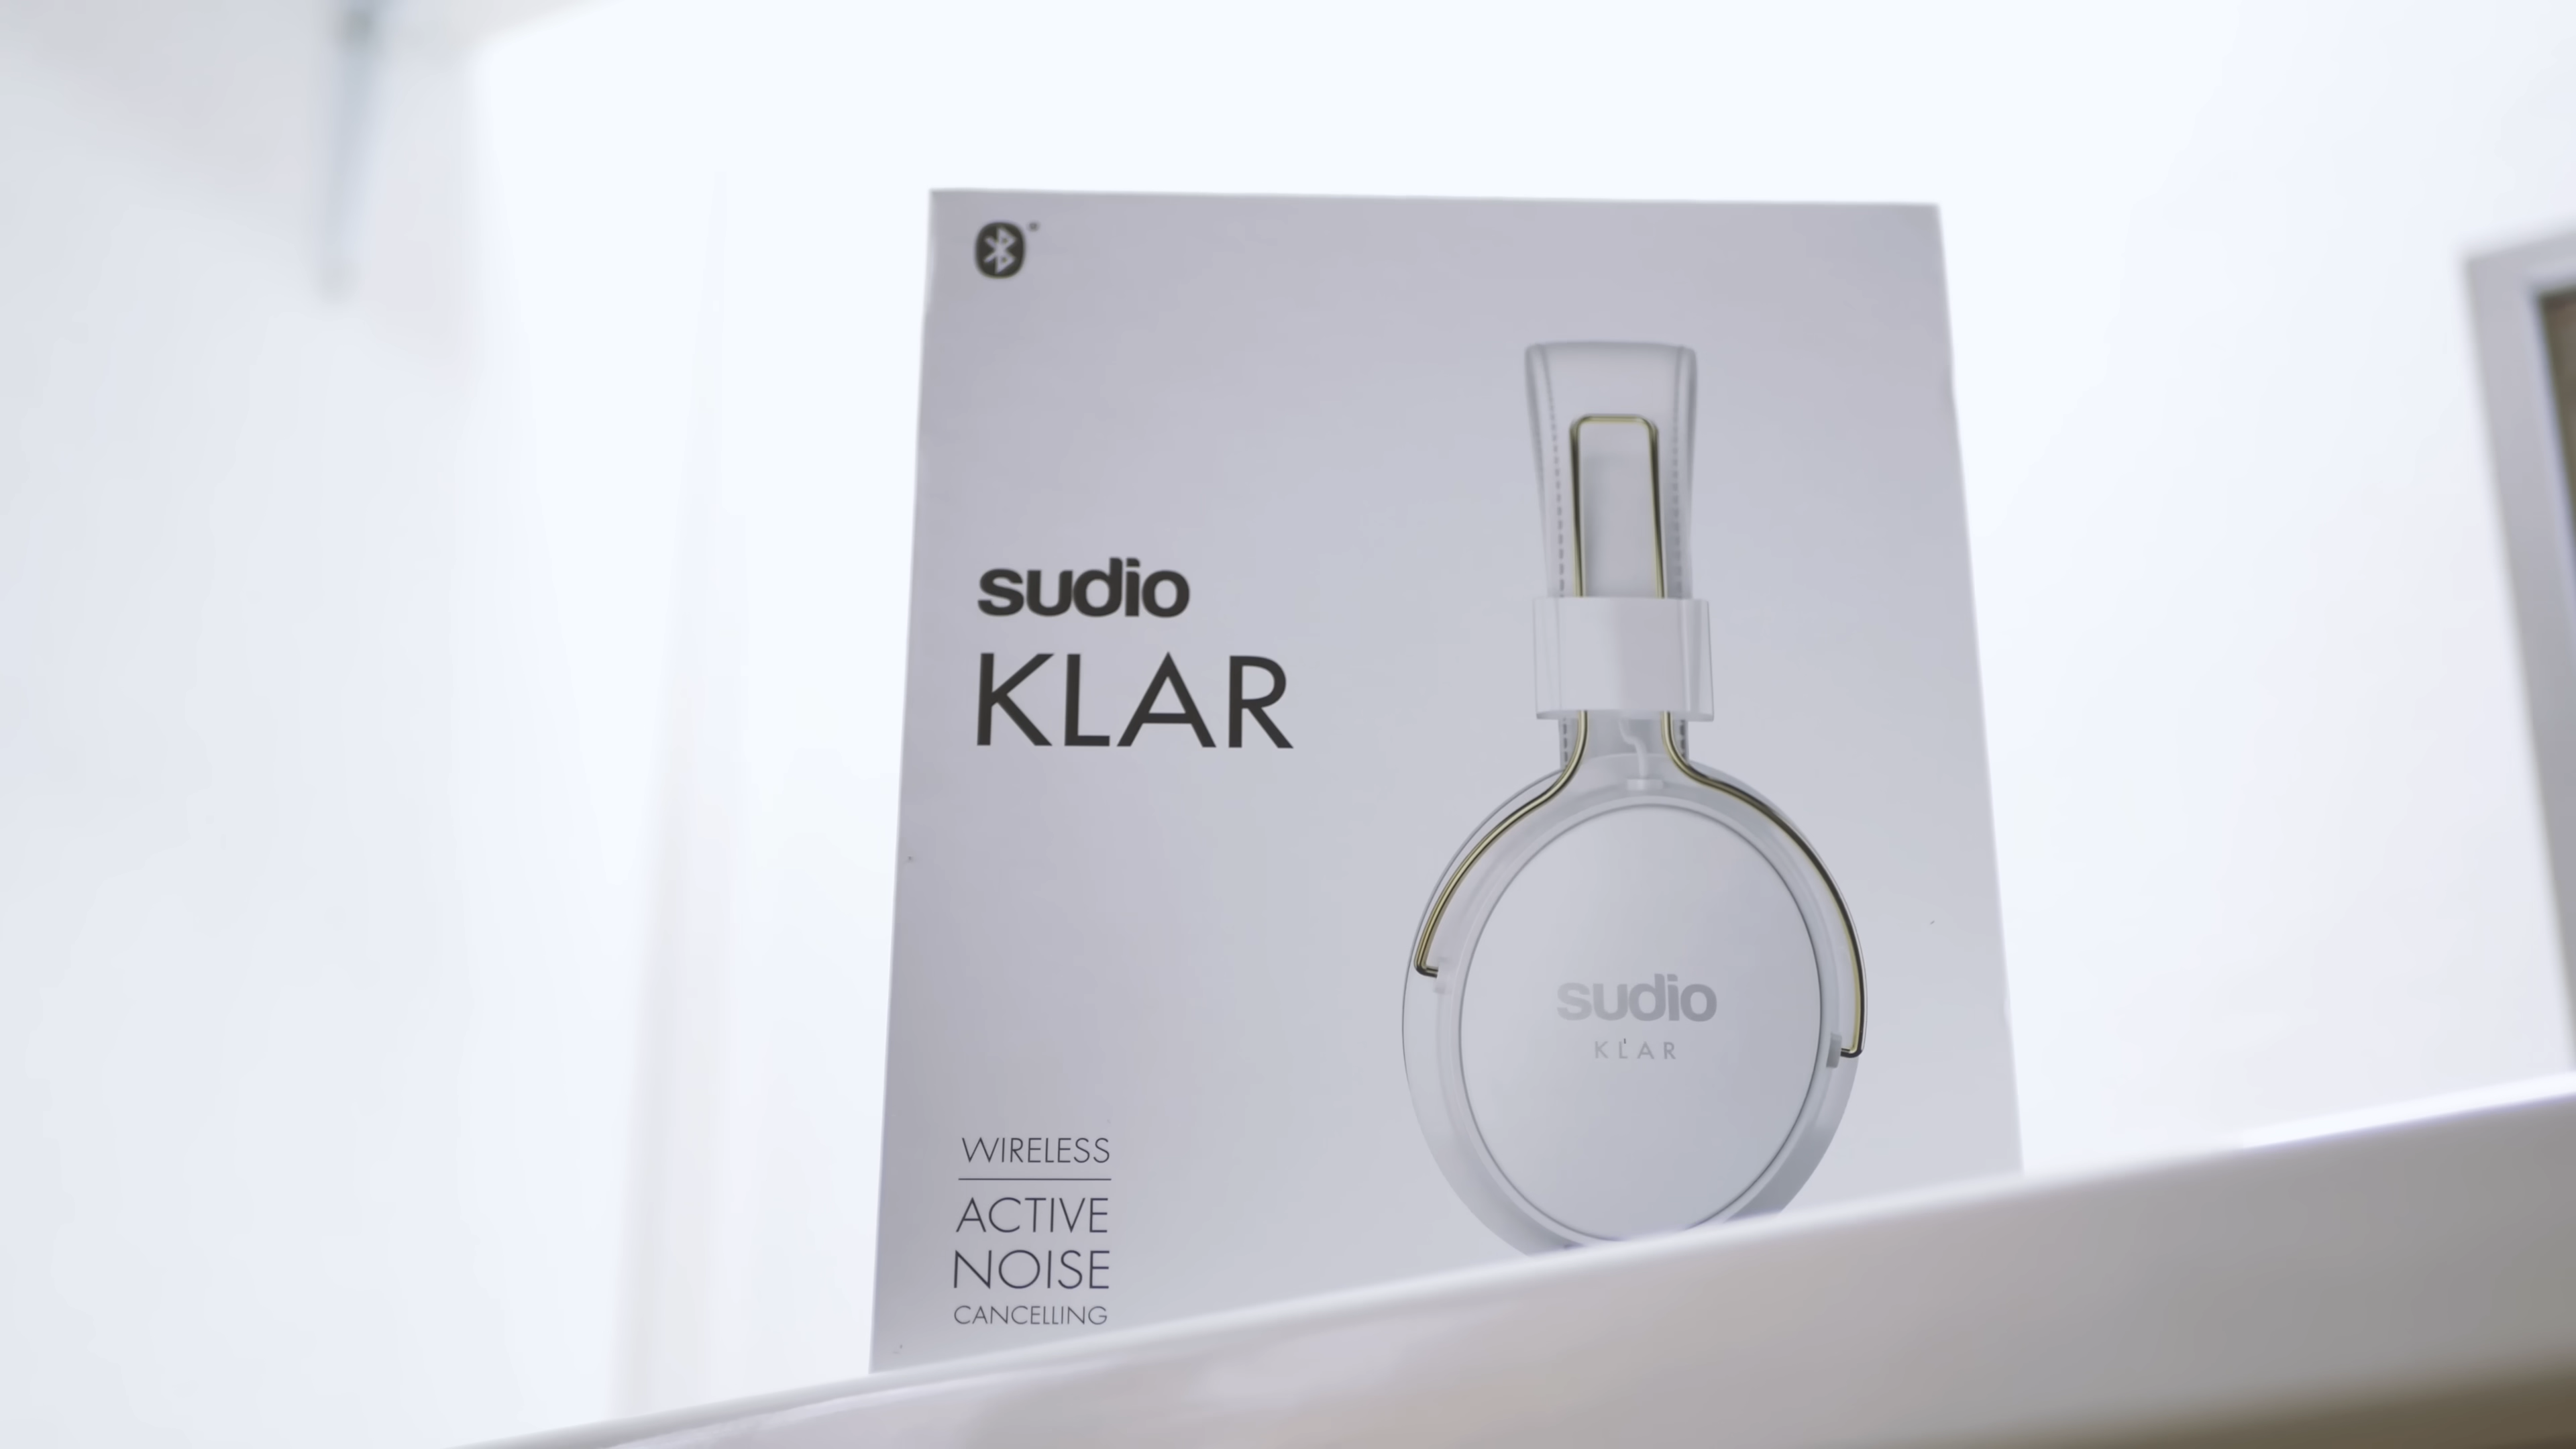 sudio
KLAR
sudio
KLAR
WIRELESS
ACTIVE
NOISE
CANCELLING